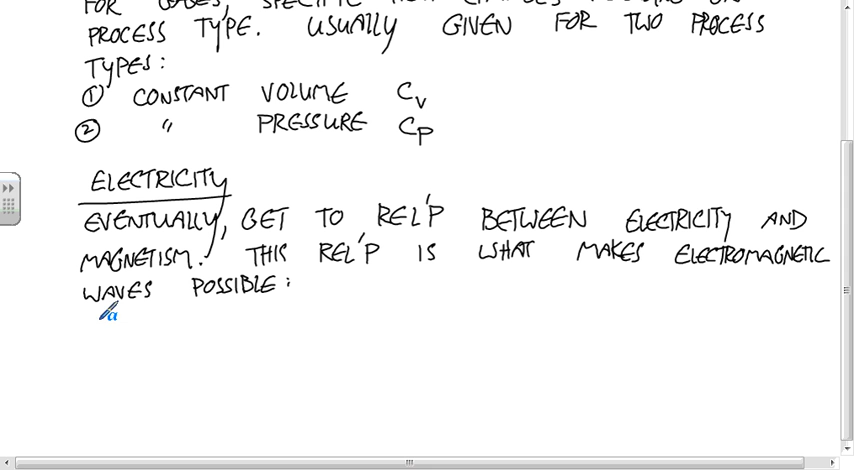 PROCESS TYPE. USUALLY GIVEN FOR TWO PROCESS
TYPES:
① CONSTANT VOLUME Cv
② " PRESSURE Cp
ELECTRICITY
EVENTUALLY, GET TO REL'P BETWEEN ELECTRICITY AND
MAGNETISM. THIS REL'P IS WHAT MAKES ELECTROMAGNETIC
WAVES POSSIBLE: